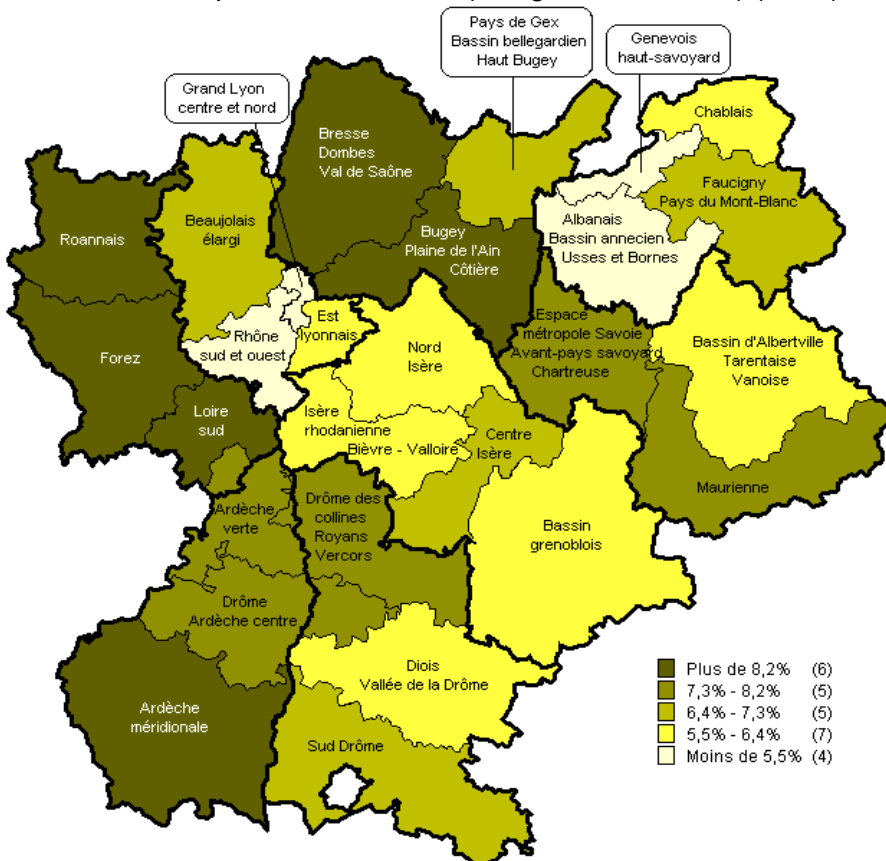 Pays de Gex
Bassin bellegardien
Haut Bugey
Genevois
haut-savoyard
Grand Lyon
centre et nord
Chablais
Bresse
Dombes
Val de Saône
Faucigny
Pays du Mont-Blanc
Roannais
Beaujolais
élargi
Albanais
Bassin annecien
Usses et Bornes
Bugey
Plaine de l'Ain
Côtière
Est
lyonnais
Espace
métropole Savoie
Avant-pays savoyard
Chartreuse
Forez
Rhône
sud et ouest
Nord
Isère
Bassin d'Albertville
Tarentaise
Vanoise
Loire
sud
Isère
rhodanienne
Bièvre - Valloire
Centre
Isère
Maurienne
Ardèche
verte
Drôme des
collines
Royans
Vercors
Bassin
grenoblois
Drôme
Ardèche centre
Diois
Vallée de la Drôme
Ardèche
méridionale
Sud Drôme
Plus de 8,2% (6)
7,3% - 8,2% (5)
6,4% - 7,3% (5)
5,5% - 6,4% (7)
Moins de 5,5% (4)